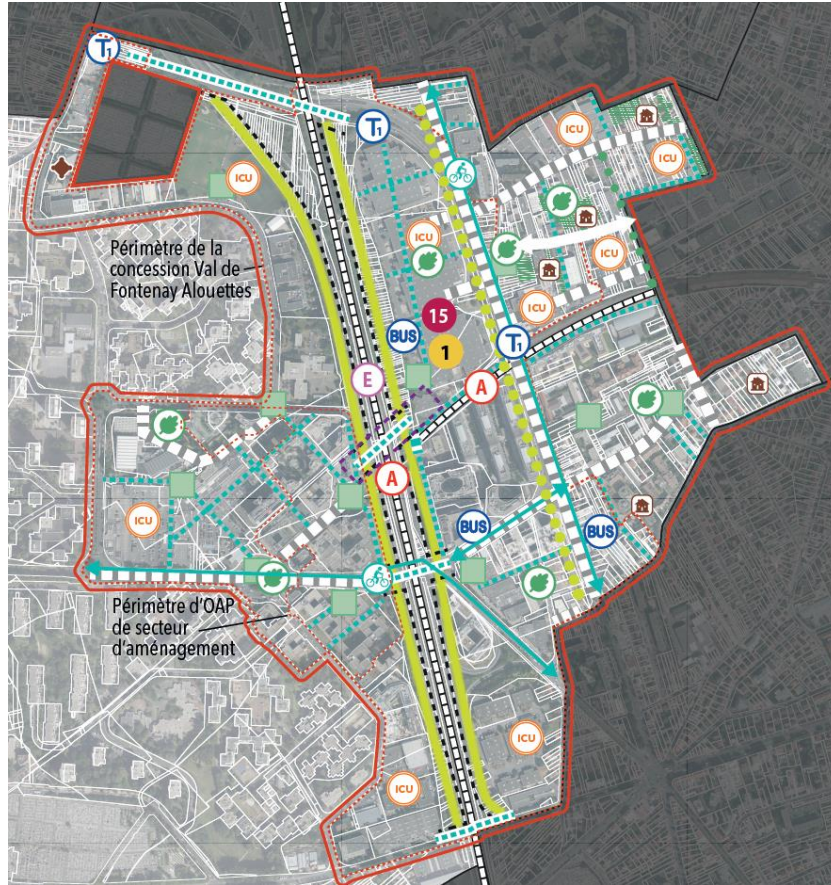 T1
T1
ICU
ICU
ICU
Périmètre de la
concession Val de
Fontenay Alouettes
ICU
ICU
ICU
15
BUS
1
T1
E
A
A
ICU
BUS
BUS
Périmètre d'OAP
de secteur
d'aménagement
ICU
ICU